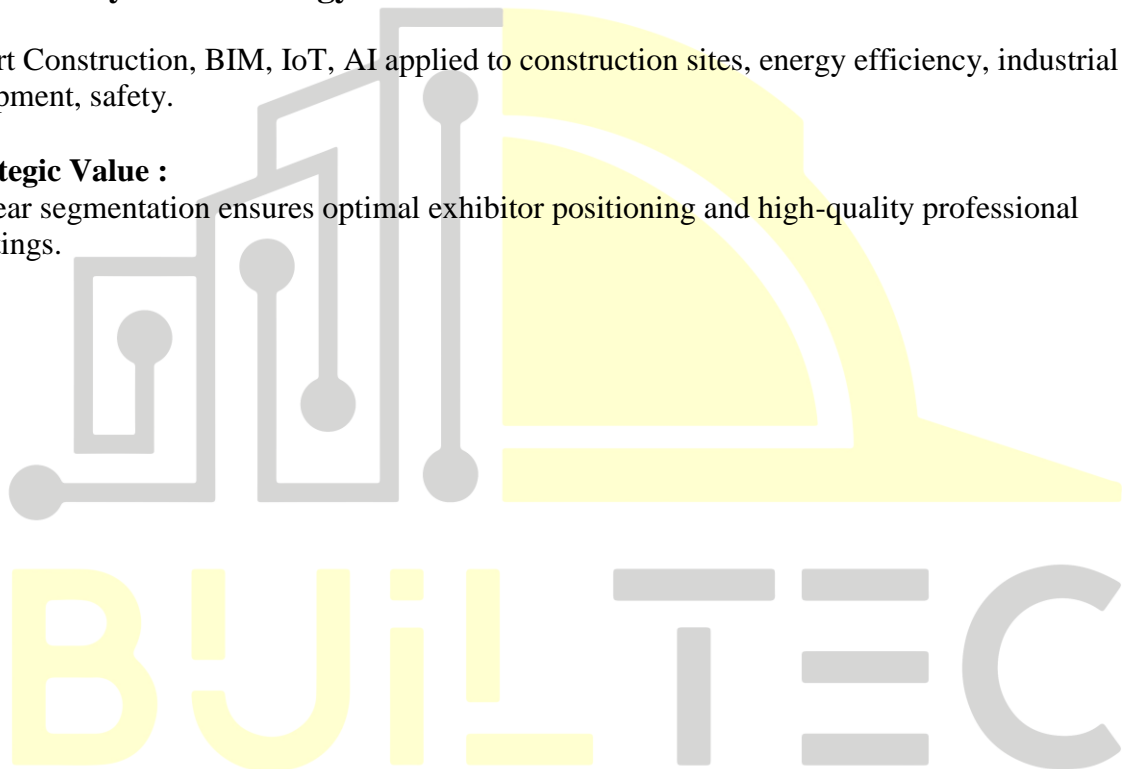 rt Construction, BIM, IoT, AI applied to construction sites, energy efficiency, industrial
pment, safety.
tegic Value :
ear segmentation ensures optimal exhibitor positioning and high-quality professional
tings.
BUiLTEC